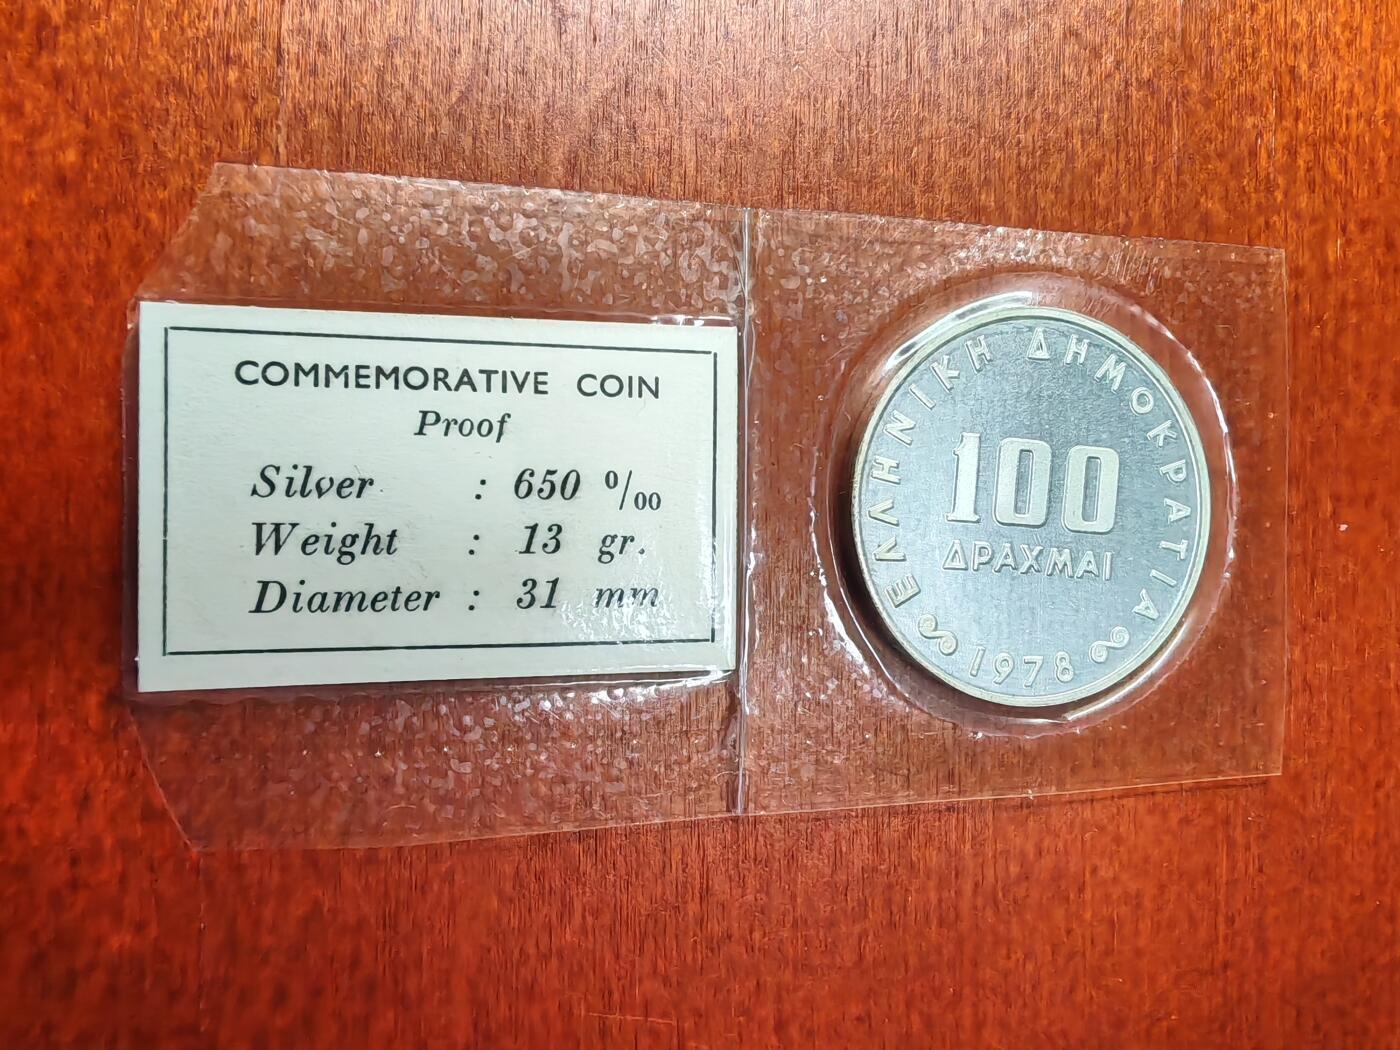 COMMEMORATIVE COIN
Proof
Silver : 650 ‰
Weight : 13 gr.
Diameter : 31 mm
ΕΛΛΗΝΙΚΗ ΔΗΜΟΚΡΑΤΙΑ
100
ΔΡΑΧΜΑΙ
1978